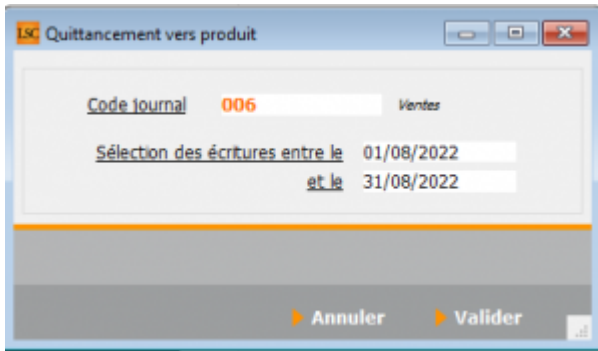 LSC Quittancement vers produit
Code journal 006 Ventes
Sélection des écritures entre le 01/08/2022
et le 31/08/2022
Annuler Valider